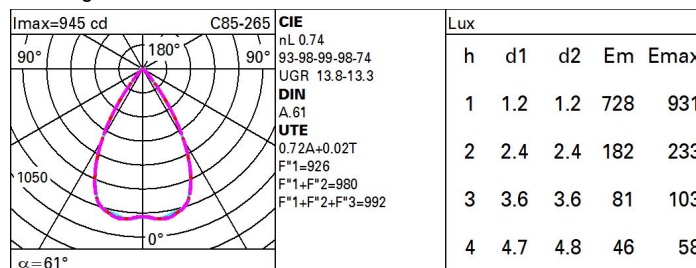 Imax=945 cd C85-265
90° 180° 90°
1050
0°
α=61°
CIE
nL 0.74
93-98-99-98-74
UGR 13.8-13.3
DIN
A.61
UTE
0.72A+0.02T
F"1=926
F"1+F"2=980
F"1+F"2+F"3=992
Lux
h d1 d2 Em Emax
1 1.2 1.2 728 931
2 2.4 2.4 182 233
3 3.6 3.6 81 103
4 4.7 4.8 46 58